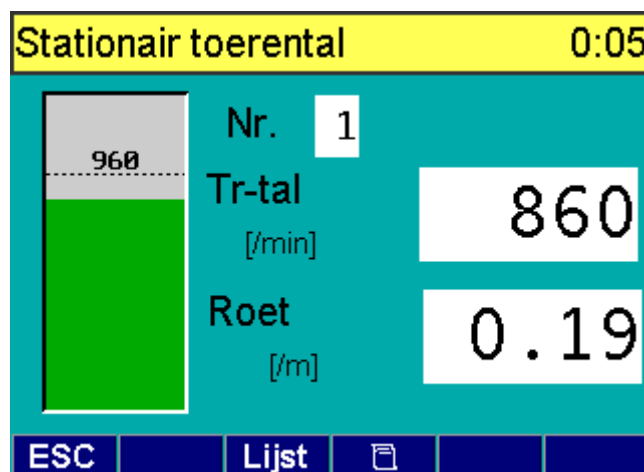 Stationair toerental 0:05
Nr. 1
960
Tr-tal 860
[/min]
Roet 0.19
[/m]
ESC Lijst